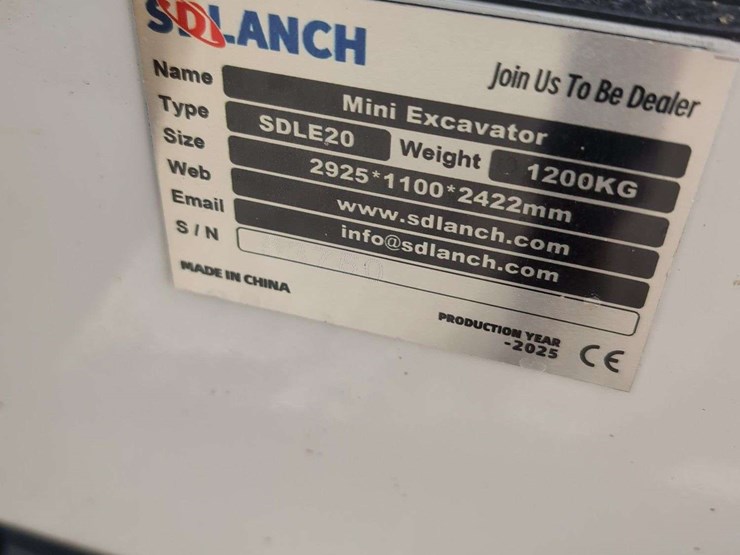 SDLANCH
Join Us To Be Dealer
Name Mini Excavator
Type SDLE20 Weight 1200KG
Size 2925*1100*2422mm
Web www.sdlanch.com
Email info@sdlanch.com
S/N
MADE IN CHINA
PRODUCTION YEAR
-2025 CE